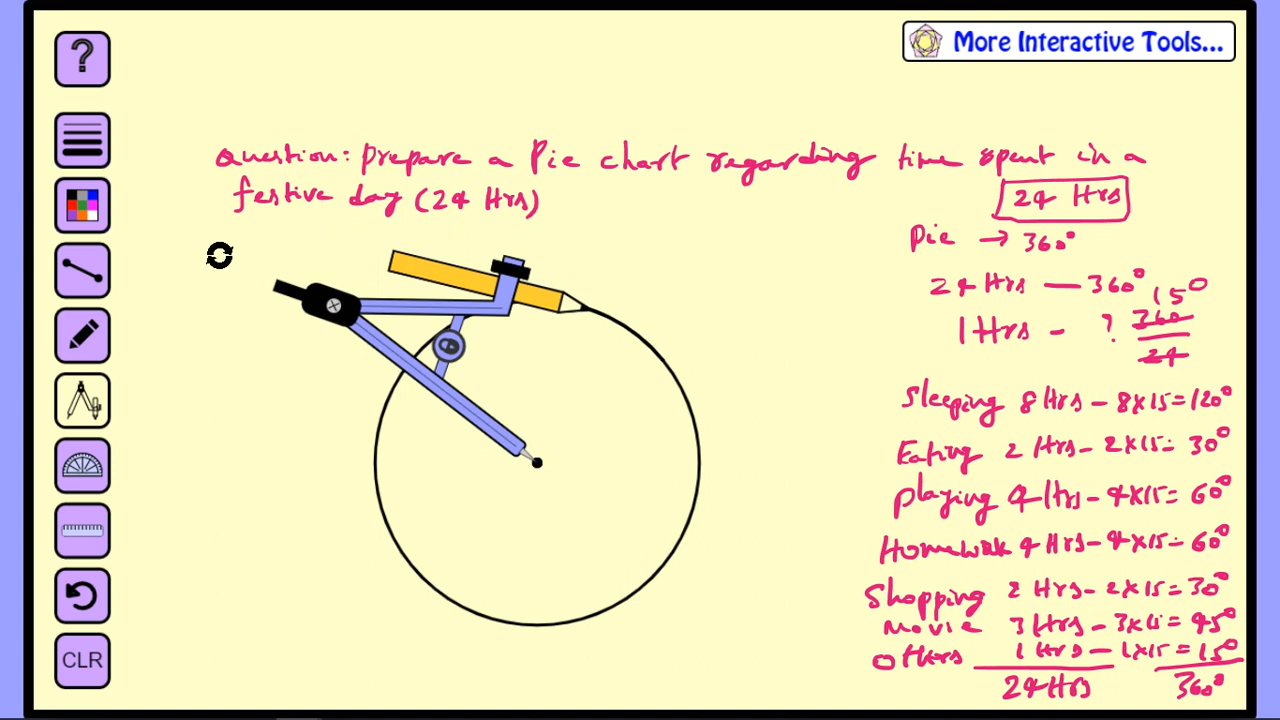 More Interactive Tools...
Question: Prepare a Pie chart regarding time spent in a
festive day (24 Hrs)
24 Hrs
Pie → 360°
24 Hrs — 360°
15°
1 Hrs - ? 360
24
Sleeping 8 Hrs - 8x15=120°
Eating 2 Hrs - 2x15= 30°
Playing 4 Hrs - 4x15= 60°
Homework 4 Hrs - 4x15= 60°
Shopping 2 Hrs - 2x15=30°
Movie 3 Hrs - 3x15= 45°
Others 1 Hrs - 1x15=15°
24Hrs 360°
?
CLR